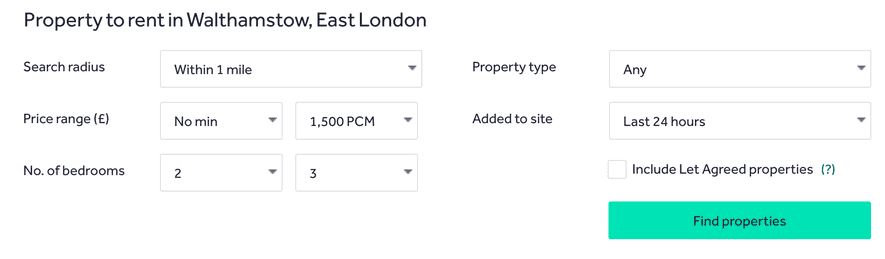 Property to rent in Walthamstow, East London
Search radius
Within 1 mile
Property type
Any
Price range (£)
No min
1,500 PCM
Added to site
Last 24 hours
No. of bedrooms
2
3
Include Let Agreed properties (?)
Find properties